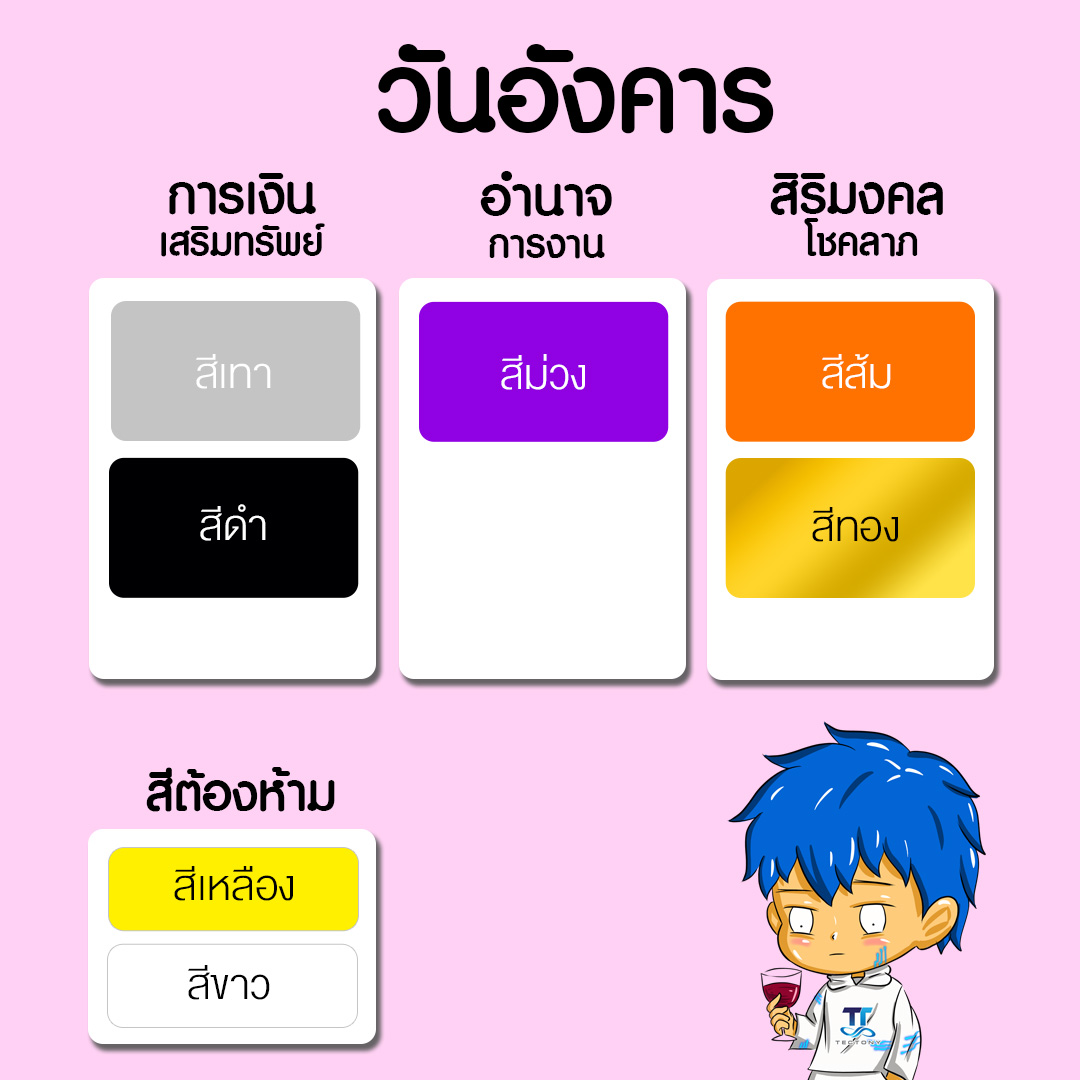 วันอังคาร
การเงิน
เสริมทรัพย์
อำนาจ
การงาน
สิริมงคล
โชคลาภ
สีเทา
สีดำ
สีม่วง
สีส้ม
สีทอง
สีต้องห้าม
สีเหลือง
สีขาว
TECTONY